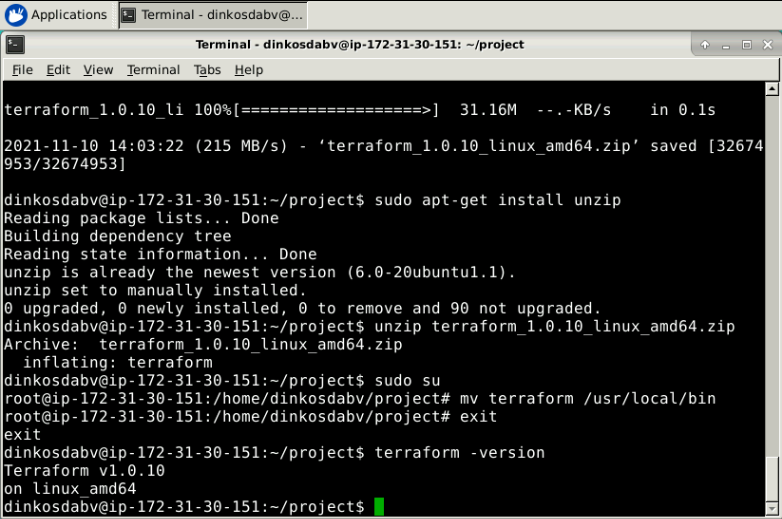 Applications
Terminal - dinkosdabv@...
Terminal - dinkosdabv@ip-172-31-30-151: ~/project
File Edit View Terminal Tabs Help
terraform_1.0.10_li 100%[===================>]  31.16M  --.-KB/s    in 0.1s
2021-11-10 14:03:22 (215 MB/s) - ‘terraform_1.0.10_linux_amd64.zip’ saved [32674
953/32674953]
dinkosdabv@ip-172-31-30-151:~/project$ sudo apt-get install unzip
Reading package lists... Done
Building dependency tree
Reading state information... Done
unzip is already the newest version (6.0-20ubuntu1.1).
unzip set to manually installed.
0 upgraded, 0 newly installed, 0 to remove and 90 not upgraded.
dinkosdabv@ip-172-31-30-151:~/project$ unzip terraform_1.0.10_linux_amd64.zip
Archive:  terraform_1.0.10_linux_amd64.zip
  inflating: terraform
dinkosdabv@ip-172-31-30-151:~/project$ sudo su
root@ip-172-31-30-151:/home/dinkosdabv/project# mv terraform /usr/local/bin
root@ip-172-31-30-151:/home/dinkosdabv/project# exit
exit
dinkosdabv@ip-172-31-30-151:~/project$ terraform -version
Terraform v1.0.10
on linux_amd64
dinkosdabv@ip-172-31-30-151:~/project$